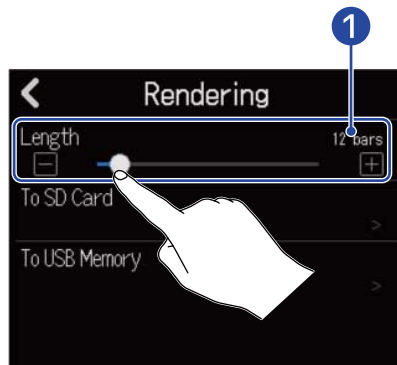 1
Rendering
Length
12 bars
To SD Card
To USB Memory